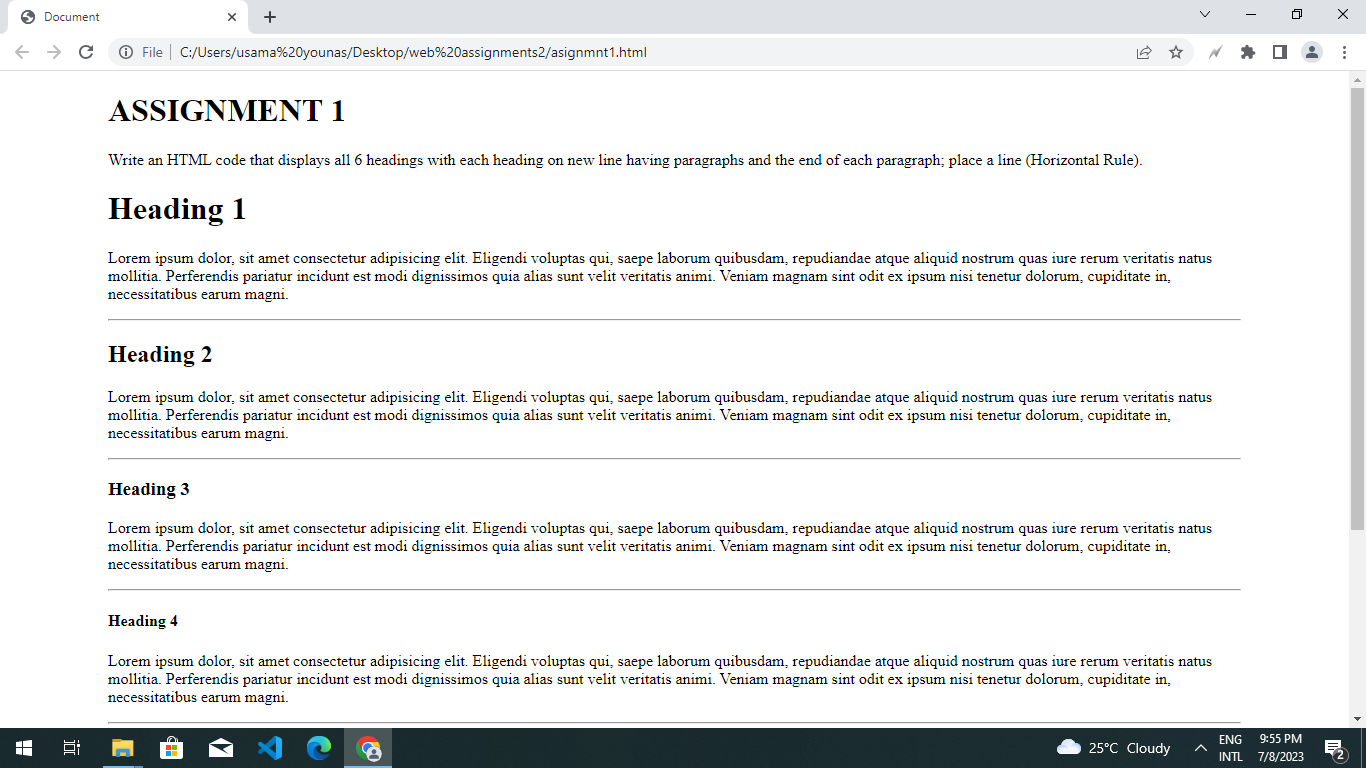 Document
File
C:/Users/usama%20younas/Desktop/web%20assignments2/asignmnt1.html
ASSIGNMENT 1
Write an HTML code that displays all 6 headings with each heading on new line having paragraphs and the end of each paragraph; place a line (Horizontal Rule).
Heading 1
Lorem ipsum dolor, sit amet consectetur adipisicing elit. Eligendi voluptas qui, saepe laborum quibusdam, repudiandae atque aliquid nostrum quas iure rerum veritatis natus
mollitia. Perferendis pariatur incidunt est modi dignissimos quia alias sunt velit veritatis animi. Veniam magnam sint odit ex ipsum nisi tenetur dolorum, cupiditate in,
necessitatibus earum magni.
Heading 2
Lorem ipsum dolor, sit amet consectetur adipisicing elit. Eligendi voluptas qui, saepe laborum quibusdam, repudiandae atque aliquid nostrum quas iure rerum veritatis natus
mollitia. Perferendis pariatur incidunt est modi dignissimos quia alias sunt velit veritatis animi. Veniam magnam sint odit ex ipsum nisi tenetur dolorum, cupiditate in,
necessitatibus earum magni.
Heading 3
Lorem ipsum dolor, sit amet consectetur adipisicing elit. Eligendi voluptas qui, saepe laborum quibusdam, repudiandae atque aliquid nostrum quas iure rerum veritatis natus
mollitia. Perferendis pariatur incidunt est modi dignissimos quia alias sunt velit veritatis animi. Veniam magnam sint odit ex ipsum nisi tenetur dolorum, cupiditate in,
necessitatibus earum magni.
Heading 4
Lorem ipsum dolor, sit amet consectetur adipisicing elit. Eligendi voluptas qui, saepe laborum quibusdam, repudiandae atque aliquid nostrum quas iure rerum veritatis natus
mollitia. Perferendis pariatur incidunt est modi dignissimos quia alias sunt velit veritatis animi. Veniam magnam sint odit ex ipsum nisi tenetur dolorum, cupiditate in,
necessitatibus earum magni.
25°C Cloudy
ENG
INTL
9:55 PM
7/8/2023
2